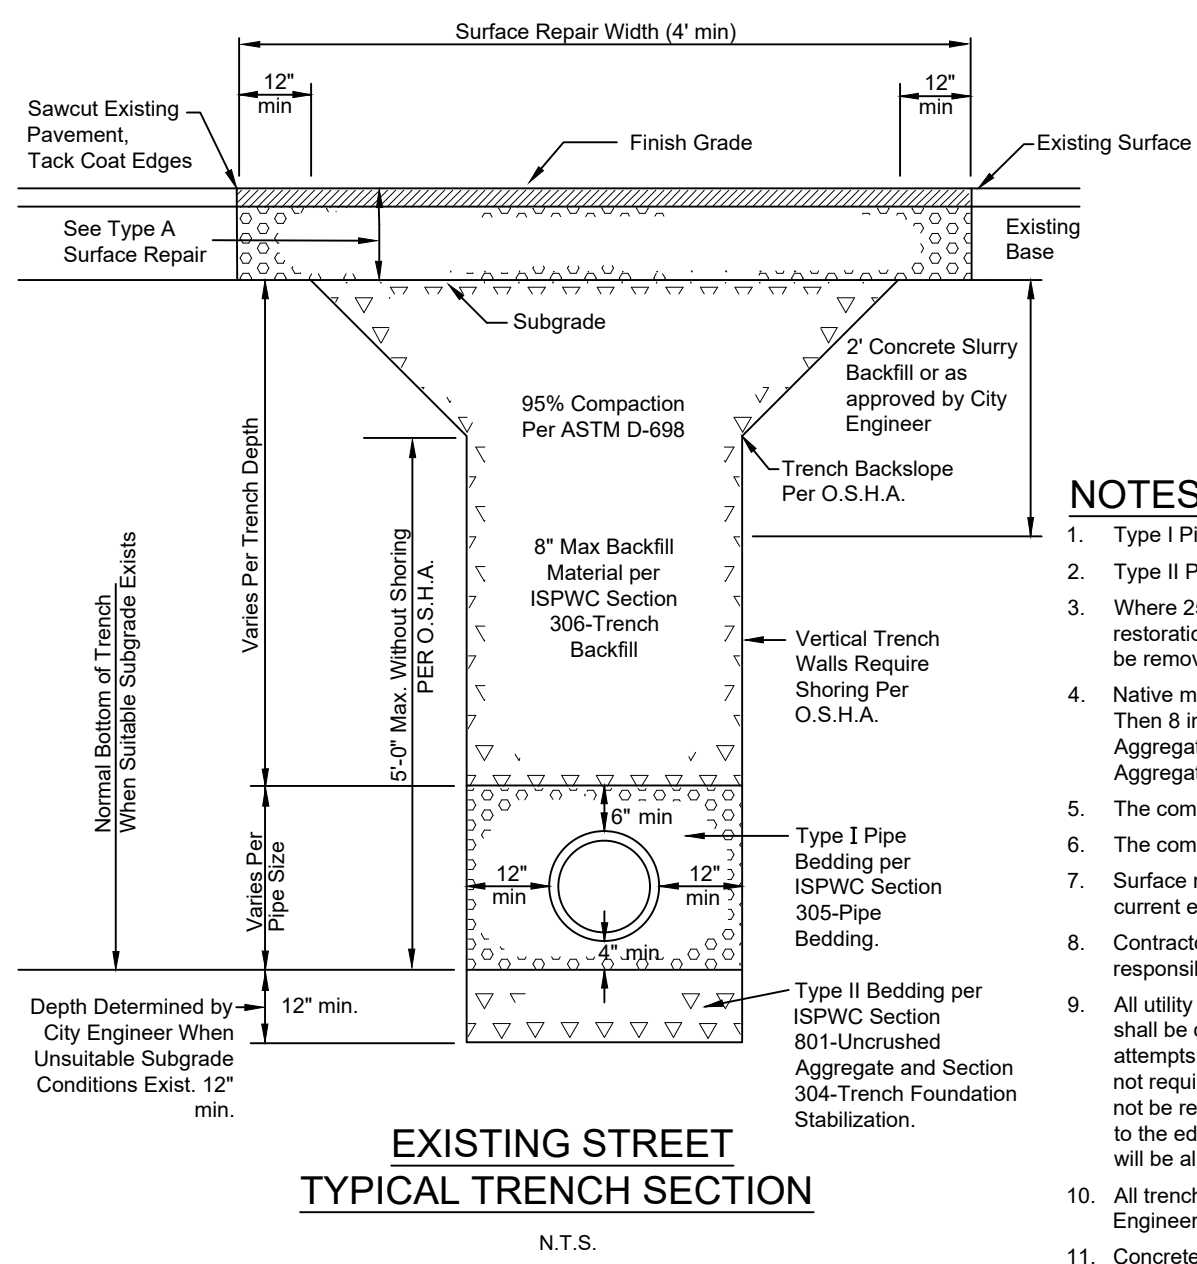 Surface Repair Width (4' min)
12"
min
12"
min
Sawcut Existing
Pavement,
Tack Coat Edges
Finish Grade
Existing Surface
See Type A
Surface Repair
Existing
Base
Subgrade
2' Concrete Slurry
Backfill or as
approved by City
Engineer
95% Compaction
Per ASTM D-698
Trench Backslope
Per O.S.H.A.
Varies Per Trench Depth
Normal Bottom of Trench
When Suitable Subgrade Exists
5'-0" Max. Without Shoring
PER O.S.H.A.
8" Max Backfill
Material per
ISPWC Section
306-Trench
Backfill
Vertical Trench
Walls Require
Shoring Per
O.S.H.A.
6" min
Varies Per
Pipe Size
12"
min
12"
min
4" min
Type I Pipe
Bedding per
ISPWC Section
305-Pipe
Bedding.
Depth Determined by
City Engineer When
Unsuitable Subgrade
Conditions Exist. 12"
min.
12" min.
Type II Bedding per
ISPWC Section
801-Uncrushed
Aggregate and Section
304-Trench Foundation
Stabilization.
EXISTING STREET
TYPICAL TRENCH SECTION
N.T.S.
NOTES
1. Type I Pi
2. Type II P
3. Where 25
restoratio
be remov
4. Native m
Then 8 in
Aggregat
Aggregat
5. The com
6. The com
7. Surface r
current e
8. Contracto
responsil
9. All utility
shall be c
attempts
not requi
not be re
to the ed
will be al
10. All trench
Engineer
11. Concrete